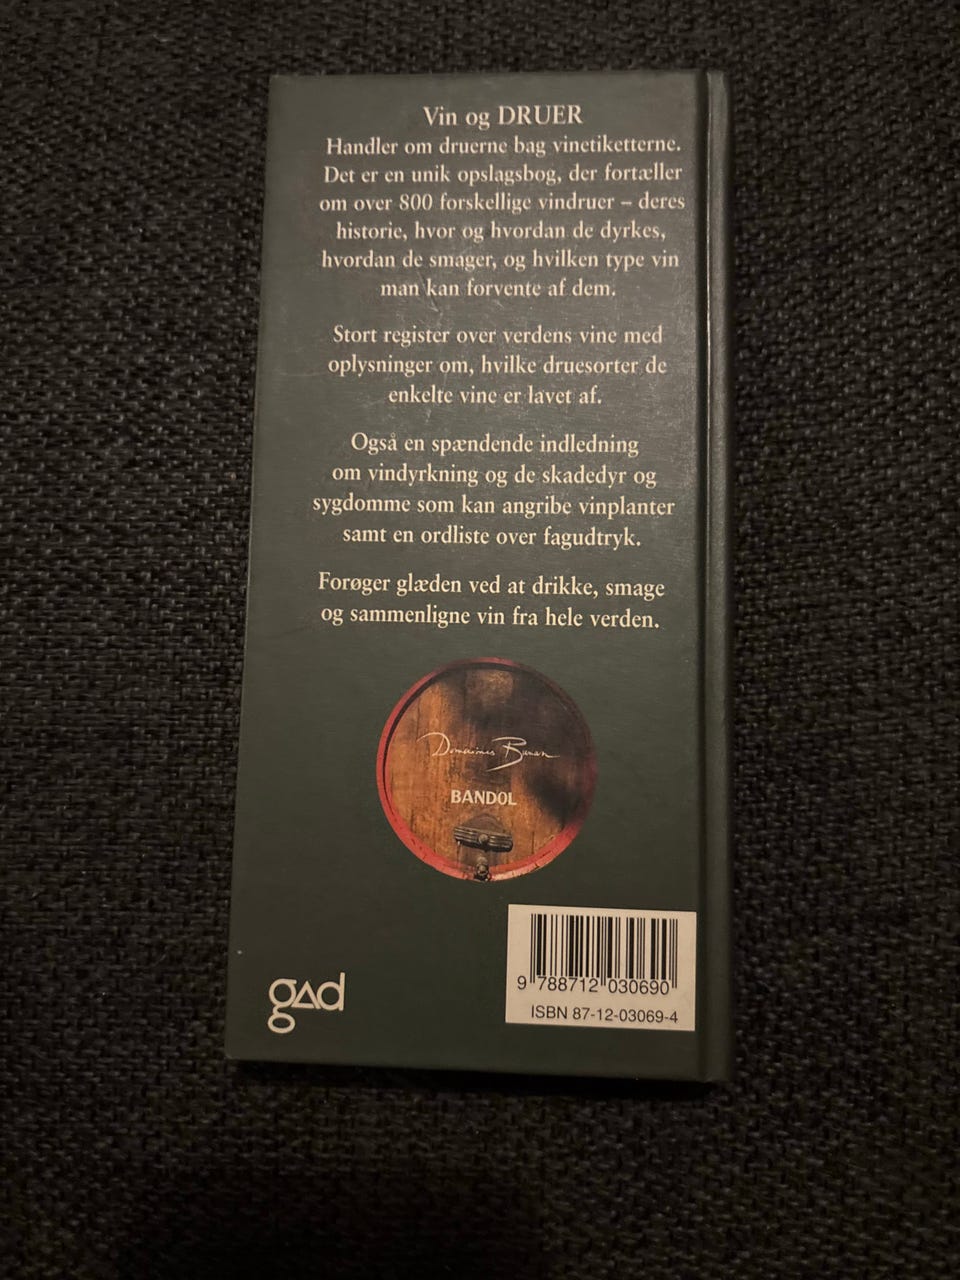 Vin og DRUER
Handler om druerne bag vinetiketterne.
Det er en unik opslagsbog, der fortæller
om over 800 forskellige vindruer – deres
historie, hvor og hvordan de dyrkes,
hvordan de smager, og hvilken type vin
man kan forvente af dem.
Stort register over verdens vine med
oplysninger om, hvilke druesorter de
enkelte vine er lavet af.
Også en spændende indledning
om vindyrkning og de skadedyr og
sygdomme som kan angribe vinplanter
samt en ordliste over fagudtryk.
Forøger glæden ved at drikke, smage
og sammenligne vin fra hele verden.
Domaines Bunan
BANDOL
gad
9 788712 030690
ISBN 87-12-03069-4